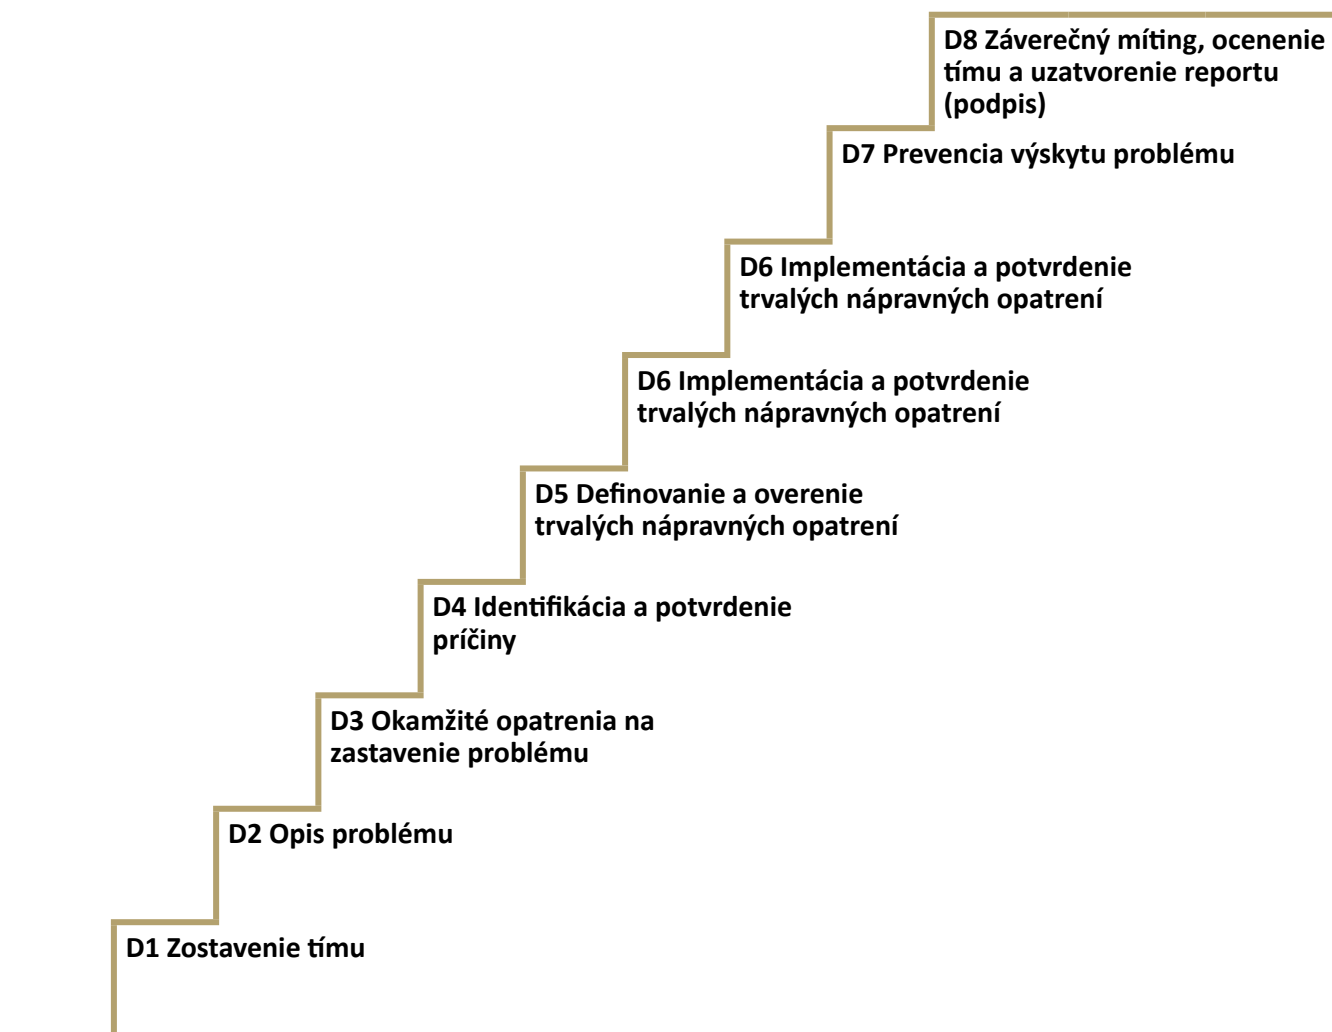 D8 Záverečný míting, ocenenie
tímu a uzatvorenie reportu
(podpis)
D7 Prevencia výskytu problému
D6 Implementácia a potvrdenie
trvalých nápravných opatrení
D6 Implementácia a potvrdenie
trvalých nápravných opatrení
D5 Definovanie a overenie
trvalých nápravných opatrení
D4 Identifikácia a potvrdenie
príčiny
D3 Okamžité opatrenia na
zastavenie problému
D2 Opis problému
D1 Zostavenie tímu